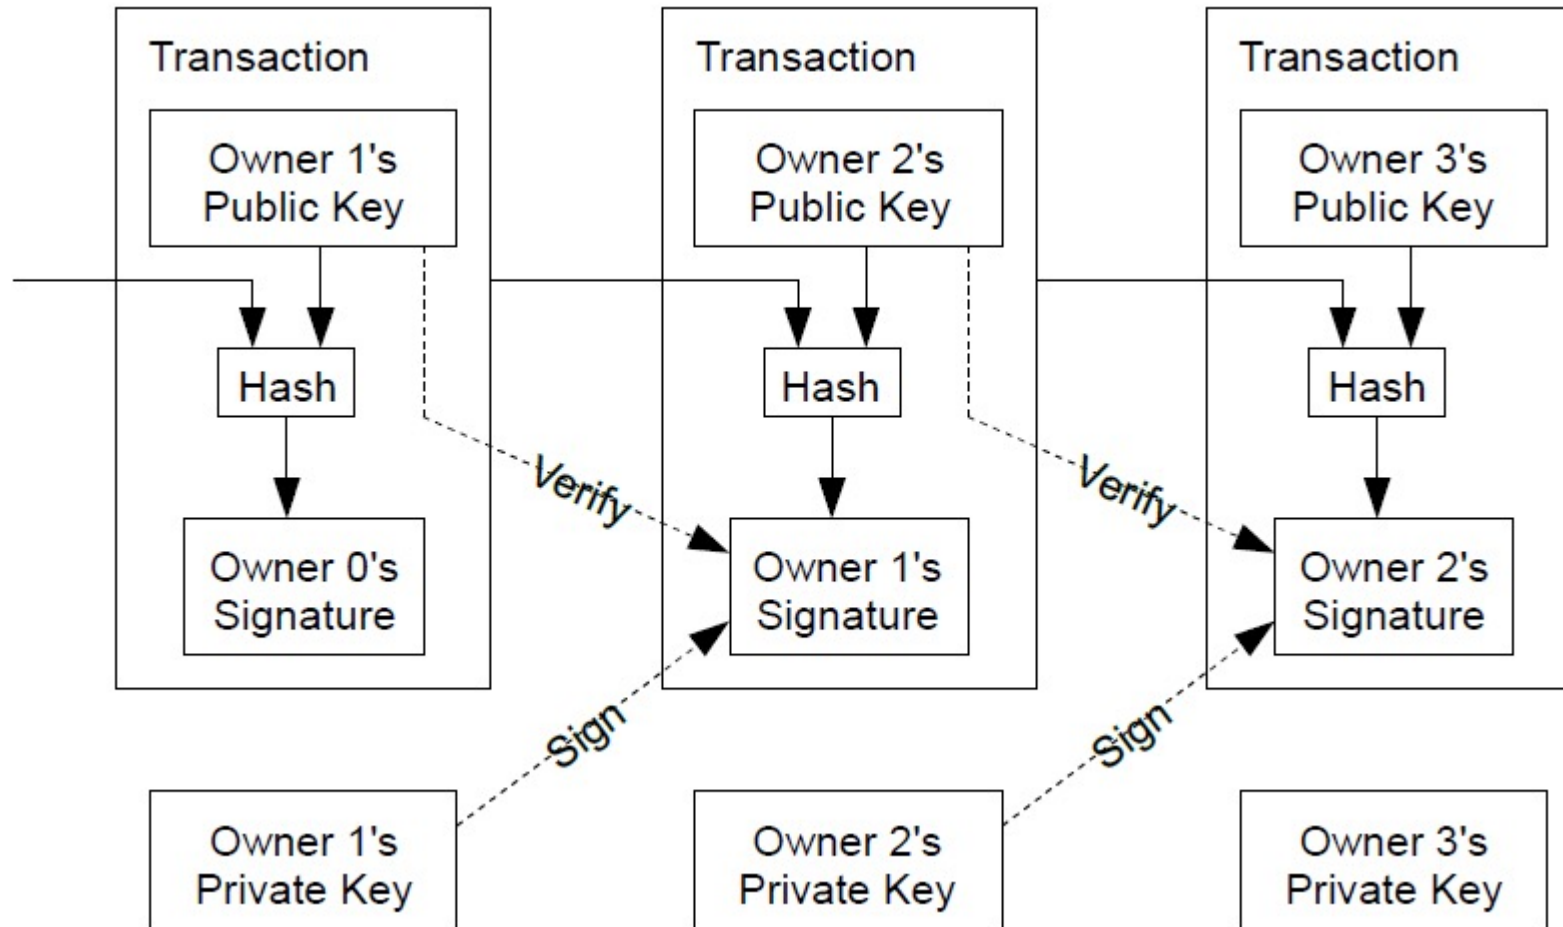 Transaction
Owner 1's
Public Key
Hash
Owner 0's
Signature
Transaction
Owner 2's
Public Key
Hash
Owner 1's
Signature
Transaction
Owner 3's
Public Key
Hash
Owner 2's
Signature
Verify
Verify
Sign
Sign
Owner 1's
Private Key
Owner 2's
Private Key
Owner 3's
Private Key